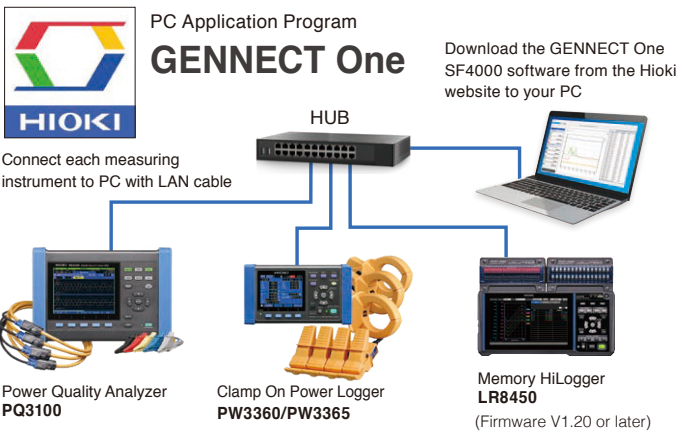 PC Application Program
GENNECT One
HIOKI
Download the GENNECT One
SF4000 software from the Hioki
website to your PC
HUB
Connect each measuring
instrument to PC with LAN cable
Power Quality Analyzer
PQ3100
Clamp On Power Logger
PW3360/PW3365
Memory HiLogger
LR8450
(Firmware V1.20 or later)